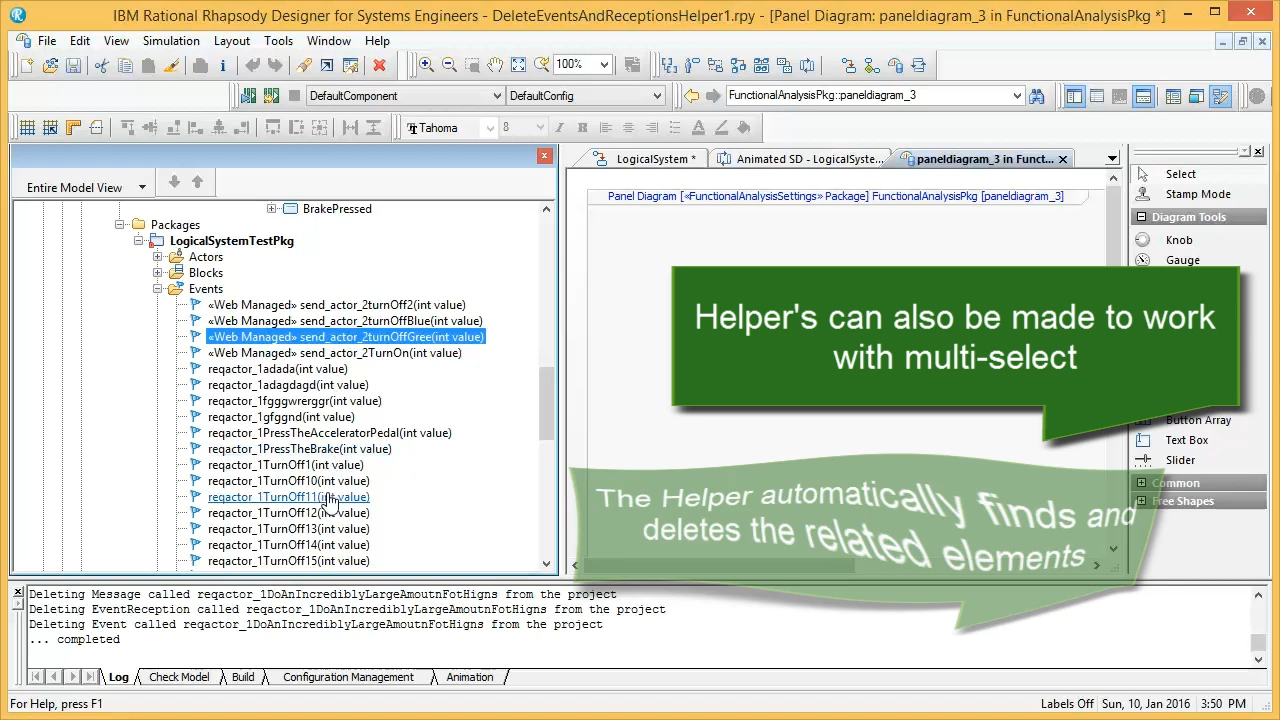 IBM Rational Rhapsody Designer for Systems Engineers - DeleteEventsAndReceptionsHelper1.rpy - [Panel Diagram: paneldiagram_3 in FunctionalAnalysisPkg *]
File Edit View Simulation Layout Tools Window Help
100%
DefaultComponent DefaultConfig FunctionalAnalysisPkg::paneldiagram_3
Tahoma 8
Entire Model View
LogicalSystem * Animated SD - LogicalSyste... paneldiagram_3 in Funct...
Panel Diagram [«FunctionalAnalysisSettings» Package] FunctionalAnalysisPkg [paneldiagram_3]
BrakePressed
Packages
LogicalSystemTestPkg
Actors
Blocks
Events
«Web Managed» send_actor_2turnOff2(int value)
«Web Managed» send_actor_2turnOffBlue(int value)
«Web Managed» send_actor_2turnOffGree(int value)
«Web Managed» send_actor_2TurnOn(int value)
reqactor_1adada(int value)
reqactor_1adagdagd(int value)
reqactor_1fgggwrerggr(int value)
reqactor_1gfggnd(int value)
reqactor_1PressTheAcceleratorPedal(int value)
reqactor_1PressTheBrake(int value)
reqactor_1TurnOff1(int value)
reqactor_1TurnOff10(int value)
reqactor_1TurnOff11(int value)
reqactor_1TurnOff12(int value)
reqactor_1TurnOff13(int value)
reqactor_1TurnOff14(int value)
reqactor_1TurnOff15(int value)
Helper's can also be made to work
with multi-select
The Helper automatically finds and
deletes the related elements
Select
Stamp Mode
Diagram Tools
Knob
Gauge
Button Array
Text Box
Slider
Common
Free Shapes
Deleting Message called reqactor_1DoAnIncrediblyLargeAmoutnFotHigns from the project
Deleting EventReception called reqactor_1DoAnIncrediblyLargeAmoutnFotHigns from the project
Deleting Event called reqactor_1DoAnIncrediblyLargeAmoutnFotHigns from the project
... completed
Log Check Model Build Configuration Management Animation
For Help, press F1 Labels Off Sun, 10, Jan 2016 3:50 PM